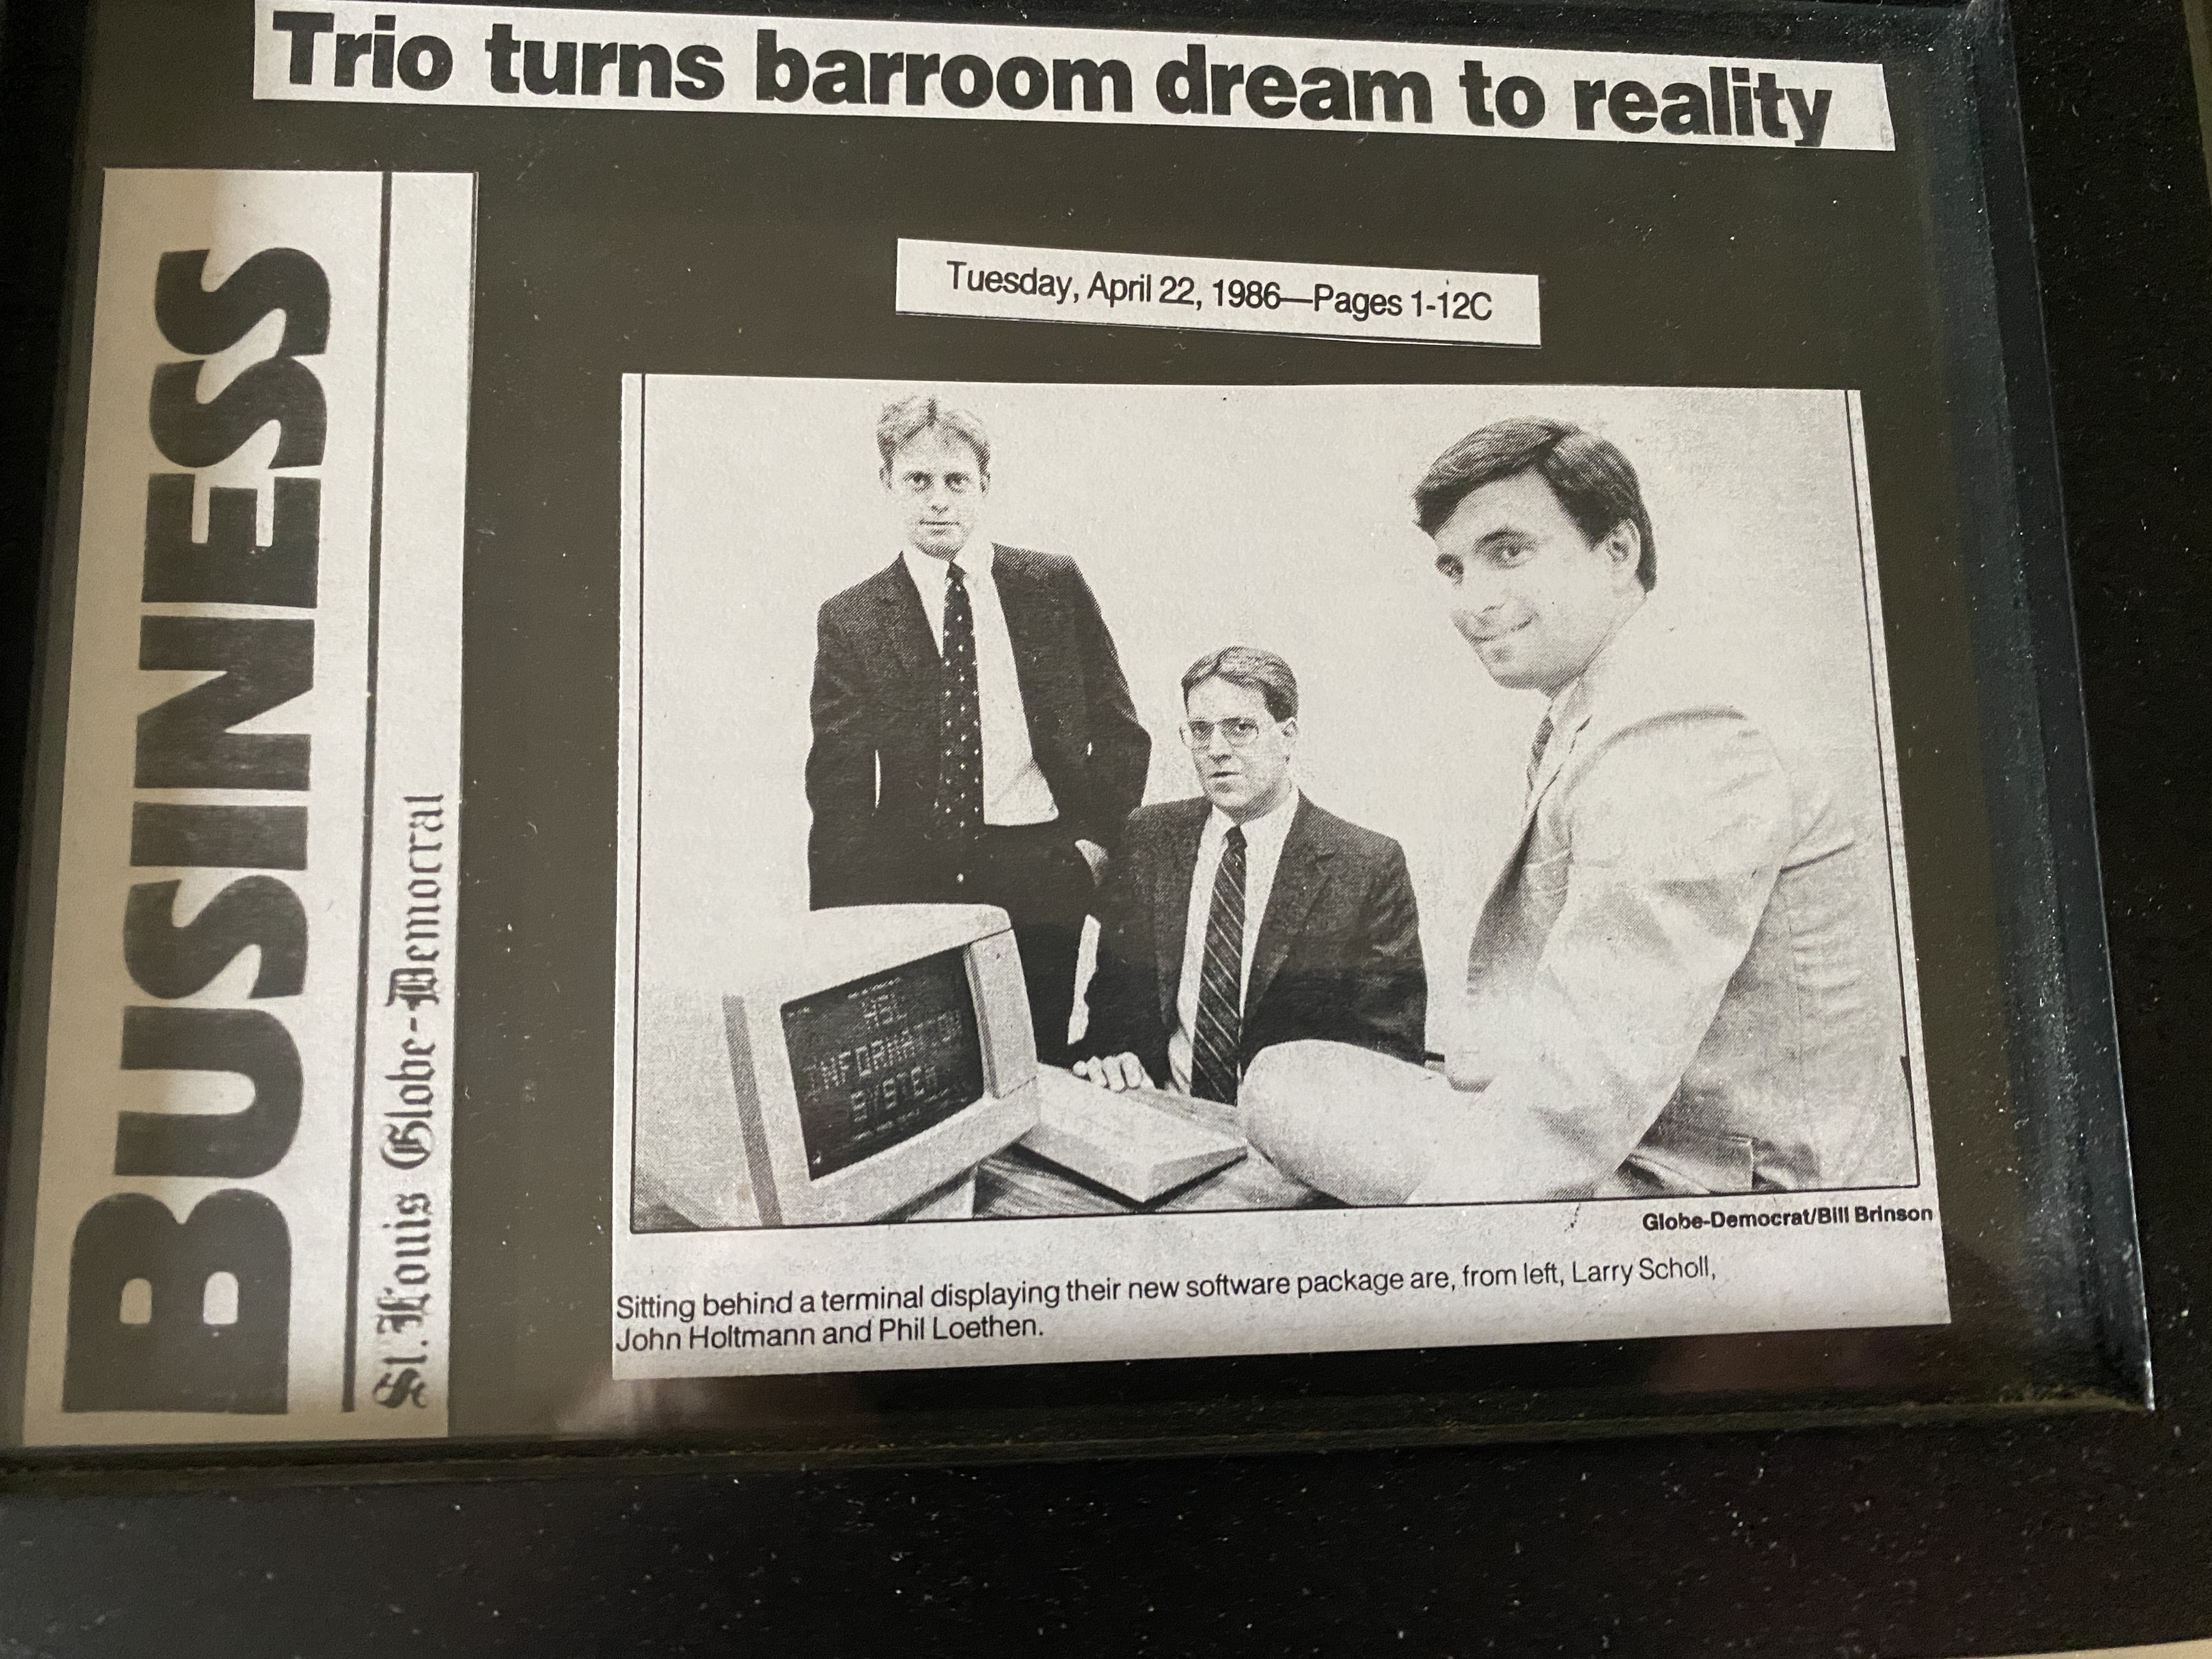 Trio turns barroom dream to reality
BUSINESS
St. Louis Globe-Democrat
Tuesday, April 22, 1986—Pages 1-12C
INFORMATION
SYSTEM
Globe-Democrat/Bill Brinson
Sitting behind a terminal displaying their new software package are, from left, Larry Scholl,
John Holtmann and Phil Loethen.